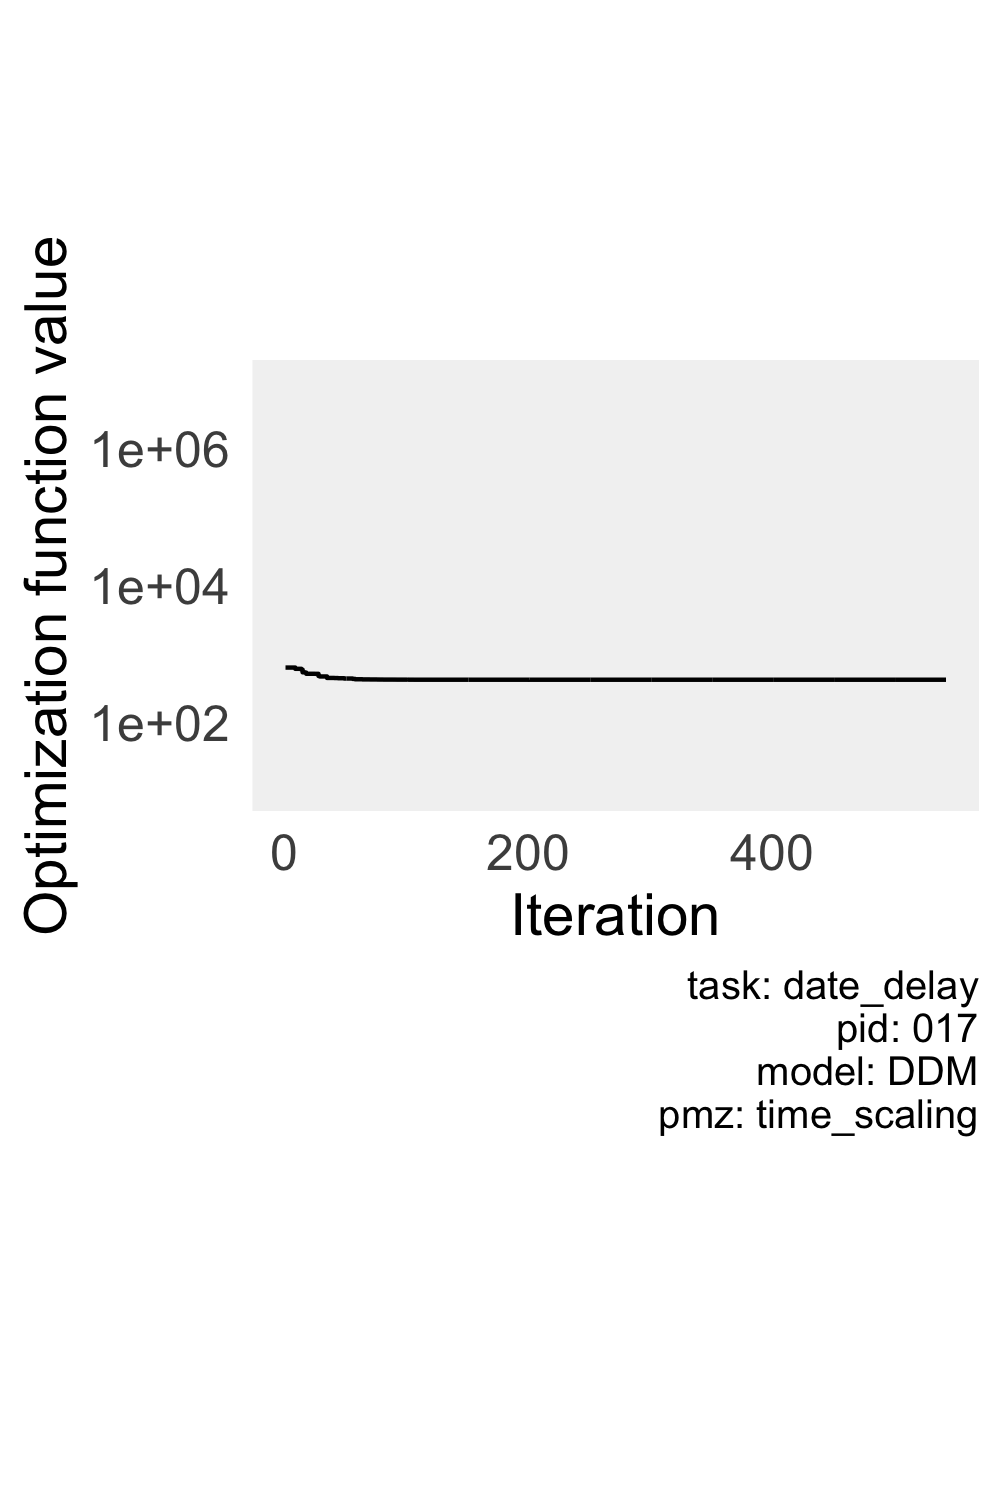 Optimization function value
1e+06
1e+04
1e+02
0 200 400
Iteration
task: date_delay
pid: 017
model: DDM
pmz: time_scaling